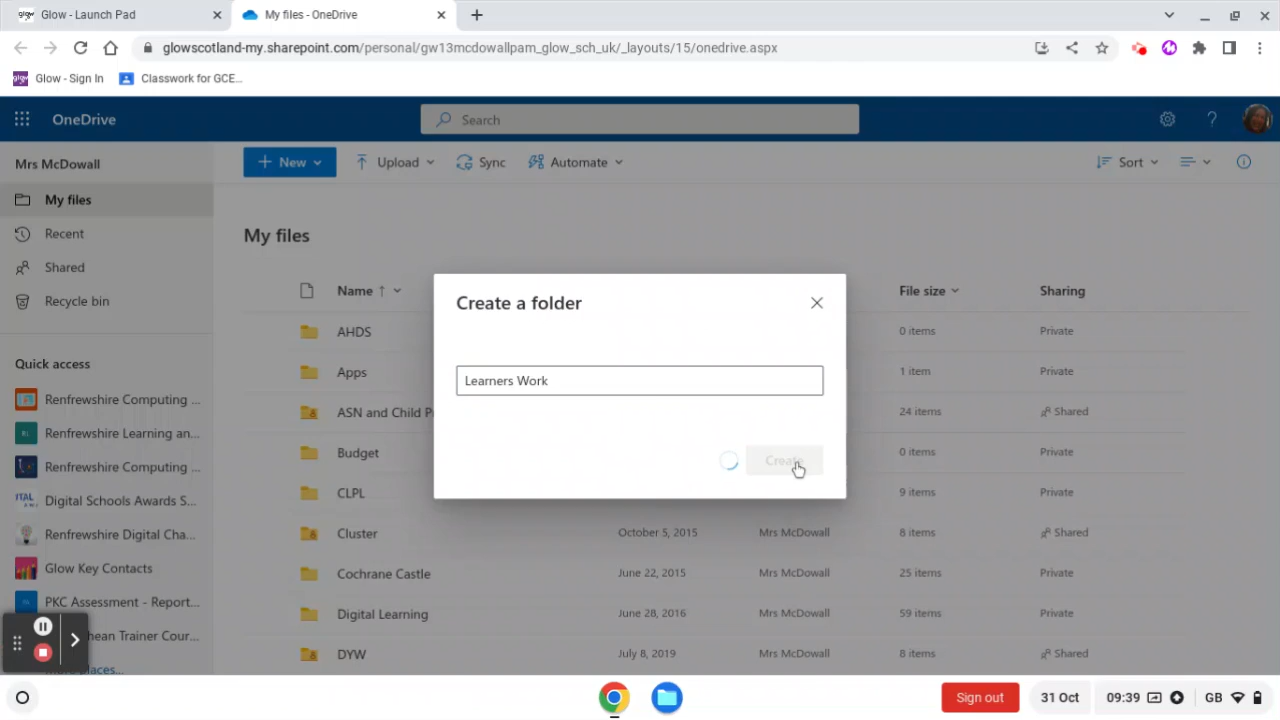 glow Glow - Launch Pad
My files - OneDrive
glowscotland-my.sharepoint.com/personal/gw13mcdowallpam_glow_sch_uk/_layouts/15/onedrive.aspx
glow Glow - Sign In
Classwork for GCE...
OneDrive
Search
Mrs McDowall
New
Upload
Sync
Automate
Sort
My files
Recent
Shared
Recycle bin
Quick access
Renfrewshire Computing ...
RL Renfrewshire Learning an...
Renfrewshire Computing ...
ITAL Digital Schools Awards S...
Renfrewshire Digital Cha...
Glow Key Contacts
PKC Assessment - Report...
hean Trainer Cour...
My files
Name
File size
Sharing
AHDS 0 items Private
Apps 1 item Private
ASN and Child P 24 items Shared
Budget 0 items Private
CLPL 9 items Private
Cluster October 5, 2015 Mrs McDowall 8 items Shared
Cochrane Castle June 22, 2015 Mrs McDowall 25 items Private
Digital Learning June 28, 2016 Mrs McDowall 59 items Private
DYW July 8, 2019 Mrs McDowall 8 items Shared
Create a folder
Learners Work
Create
Sign out
31 Oct
09:39
GB